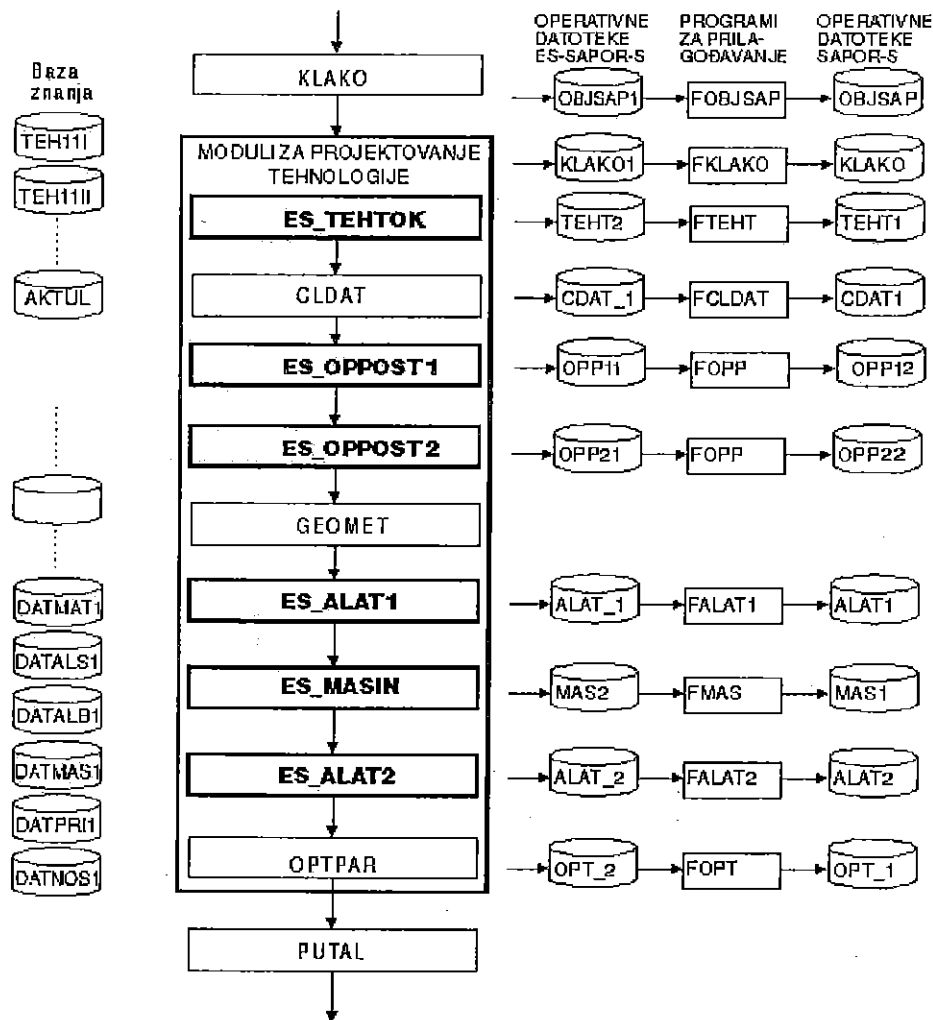 OPERATIVNE
DATOTEKE
ES-SAPOR-S
PROGRAMI
ZA PRILA-
GOĐAVANJE
OPERATIVNE
DATOTEKE
SAPOR-S
Baza
znanja
KLAKO
OBJSAP1
FOBJSAP
OBJSAP
TEH11I
MODULI ZA PROJEKTOVANJE
TEHNOLOGIJE
KLAKO1
FKLAKO
KLAKO
TEH11II
ES_TEHTOK
TEHT2
FTEHT
TEHT1
AKTUL
CLDAT
CDAT_1
FCLDAT
CDAT1
ES_OPPOST1
OPP11
FOPP
OPP12
ES_OPPOST2
OPP21
FOPP
OPP22
GEOMET
DATMAT1
ES_ALAT1
ALAT_1
FALAT1
ALAT1
DATALS1
ES_MASIN
MAS2
FMAS
MAS1
DATALB1
DATMAS1
ES_ALAT2
ALAT_2
FALAT2
ALAT2
DATPRI1
OPTPAR
OPT_2
FOPT
OPT_1
DATNOS1
PUTAL